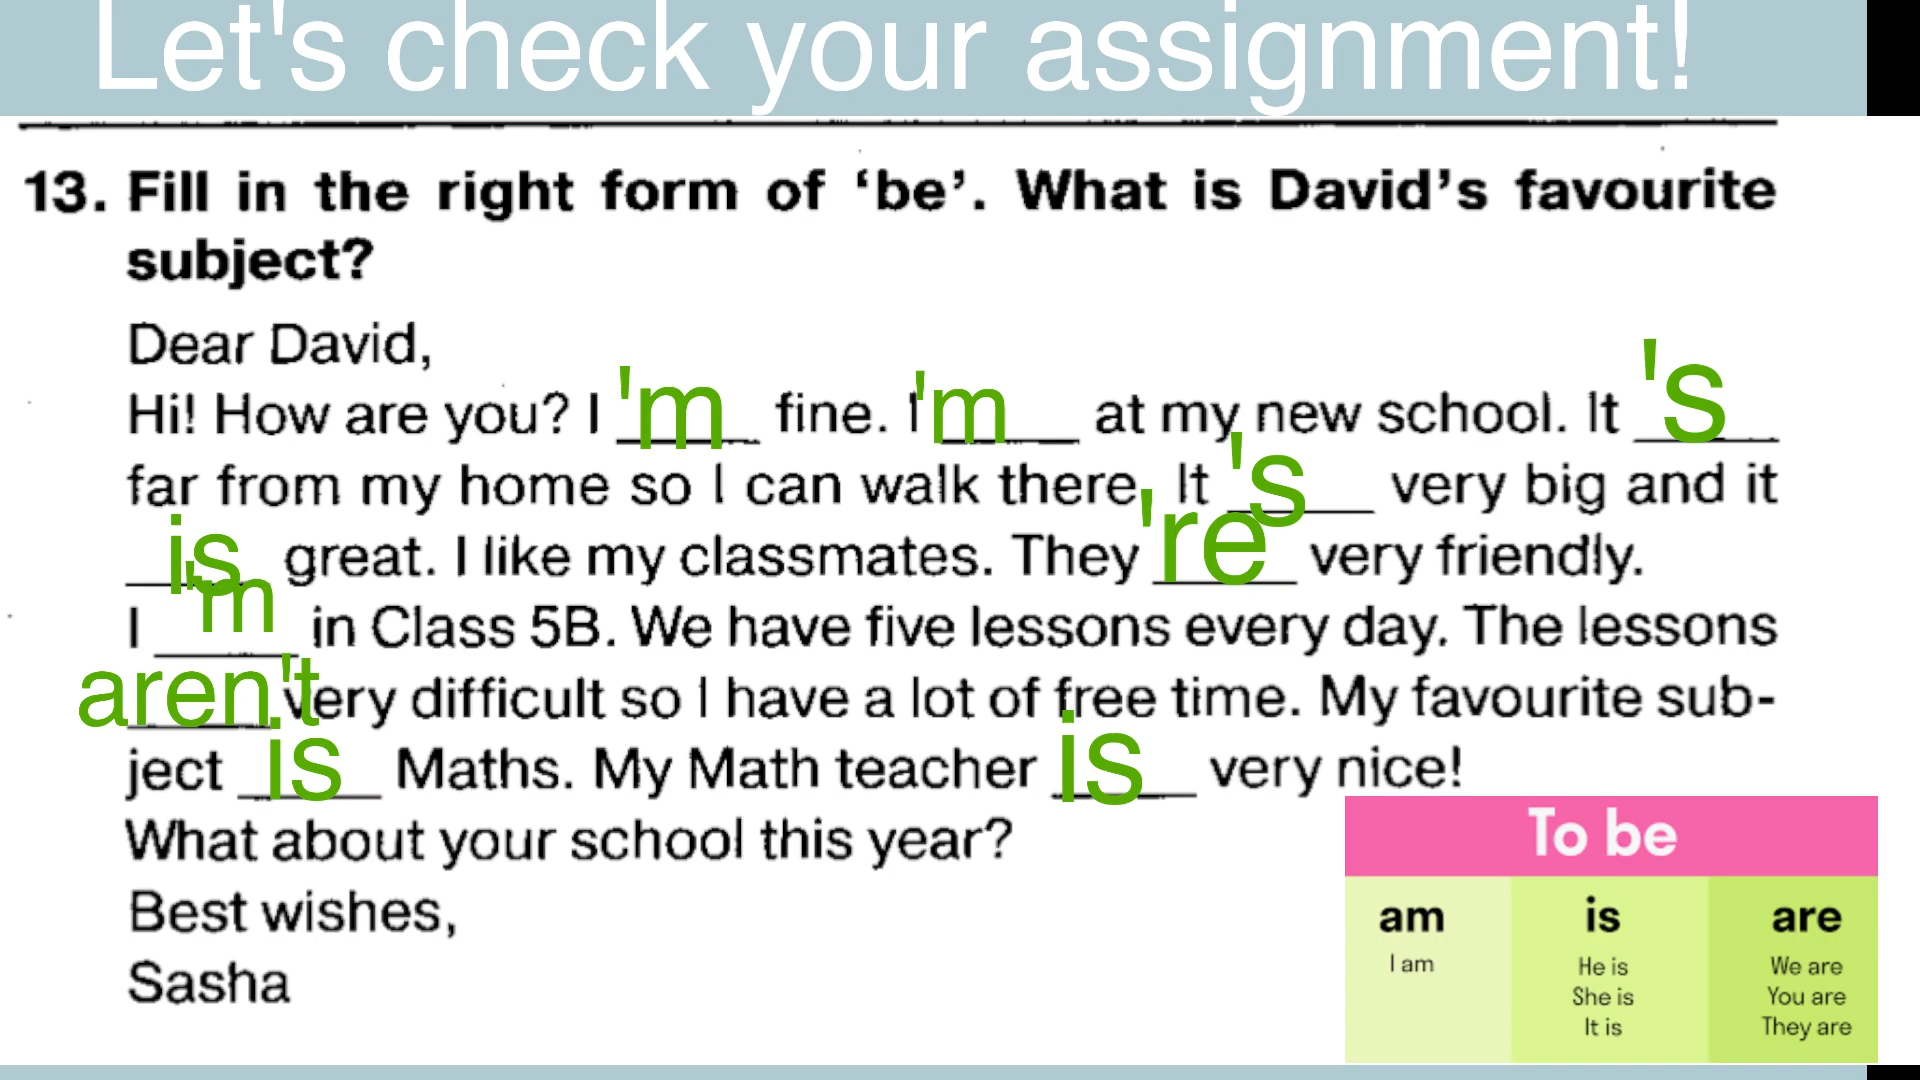 Let's check your assignment!
13. Fill in the right form of ‘be’. What is David’s favourite
subject?
Dear David,
Hi! How are you? I 'm fine. I 'm at my new school. It 's
far from my home so I can walk there. It 's very big and it
is great. I like my classmates. They 're very friendly.
I 'm in Class 5B. We have five lessons every day. The lessons
aren't very difficult so I have a lot of free time. My favourite sub-
ject is Maths. My Math teacher is very nice!
What about your school this year?
Best wishes,
Sasha
To be
am is are
I am He is We are
She is You are
It is They are